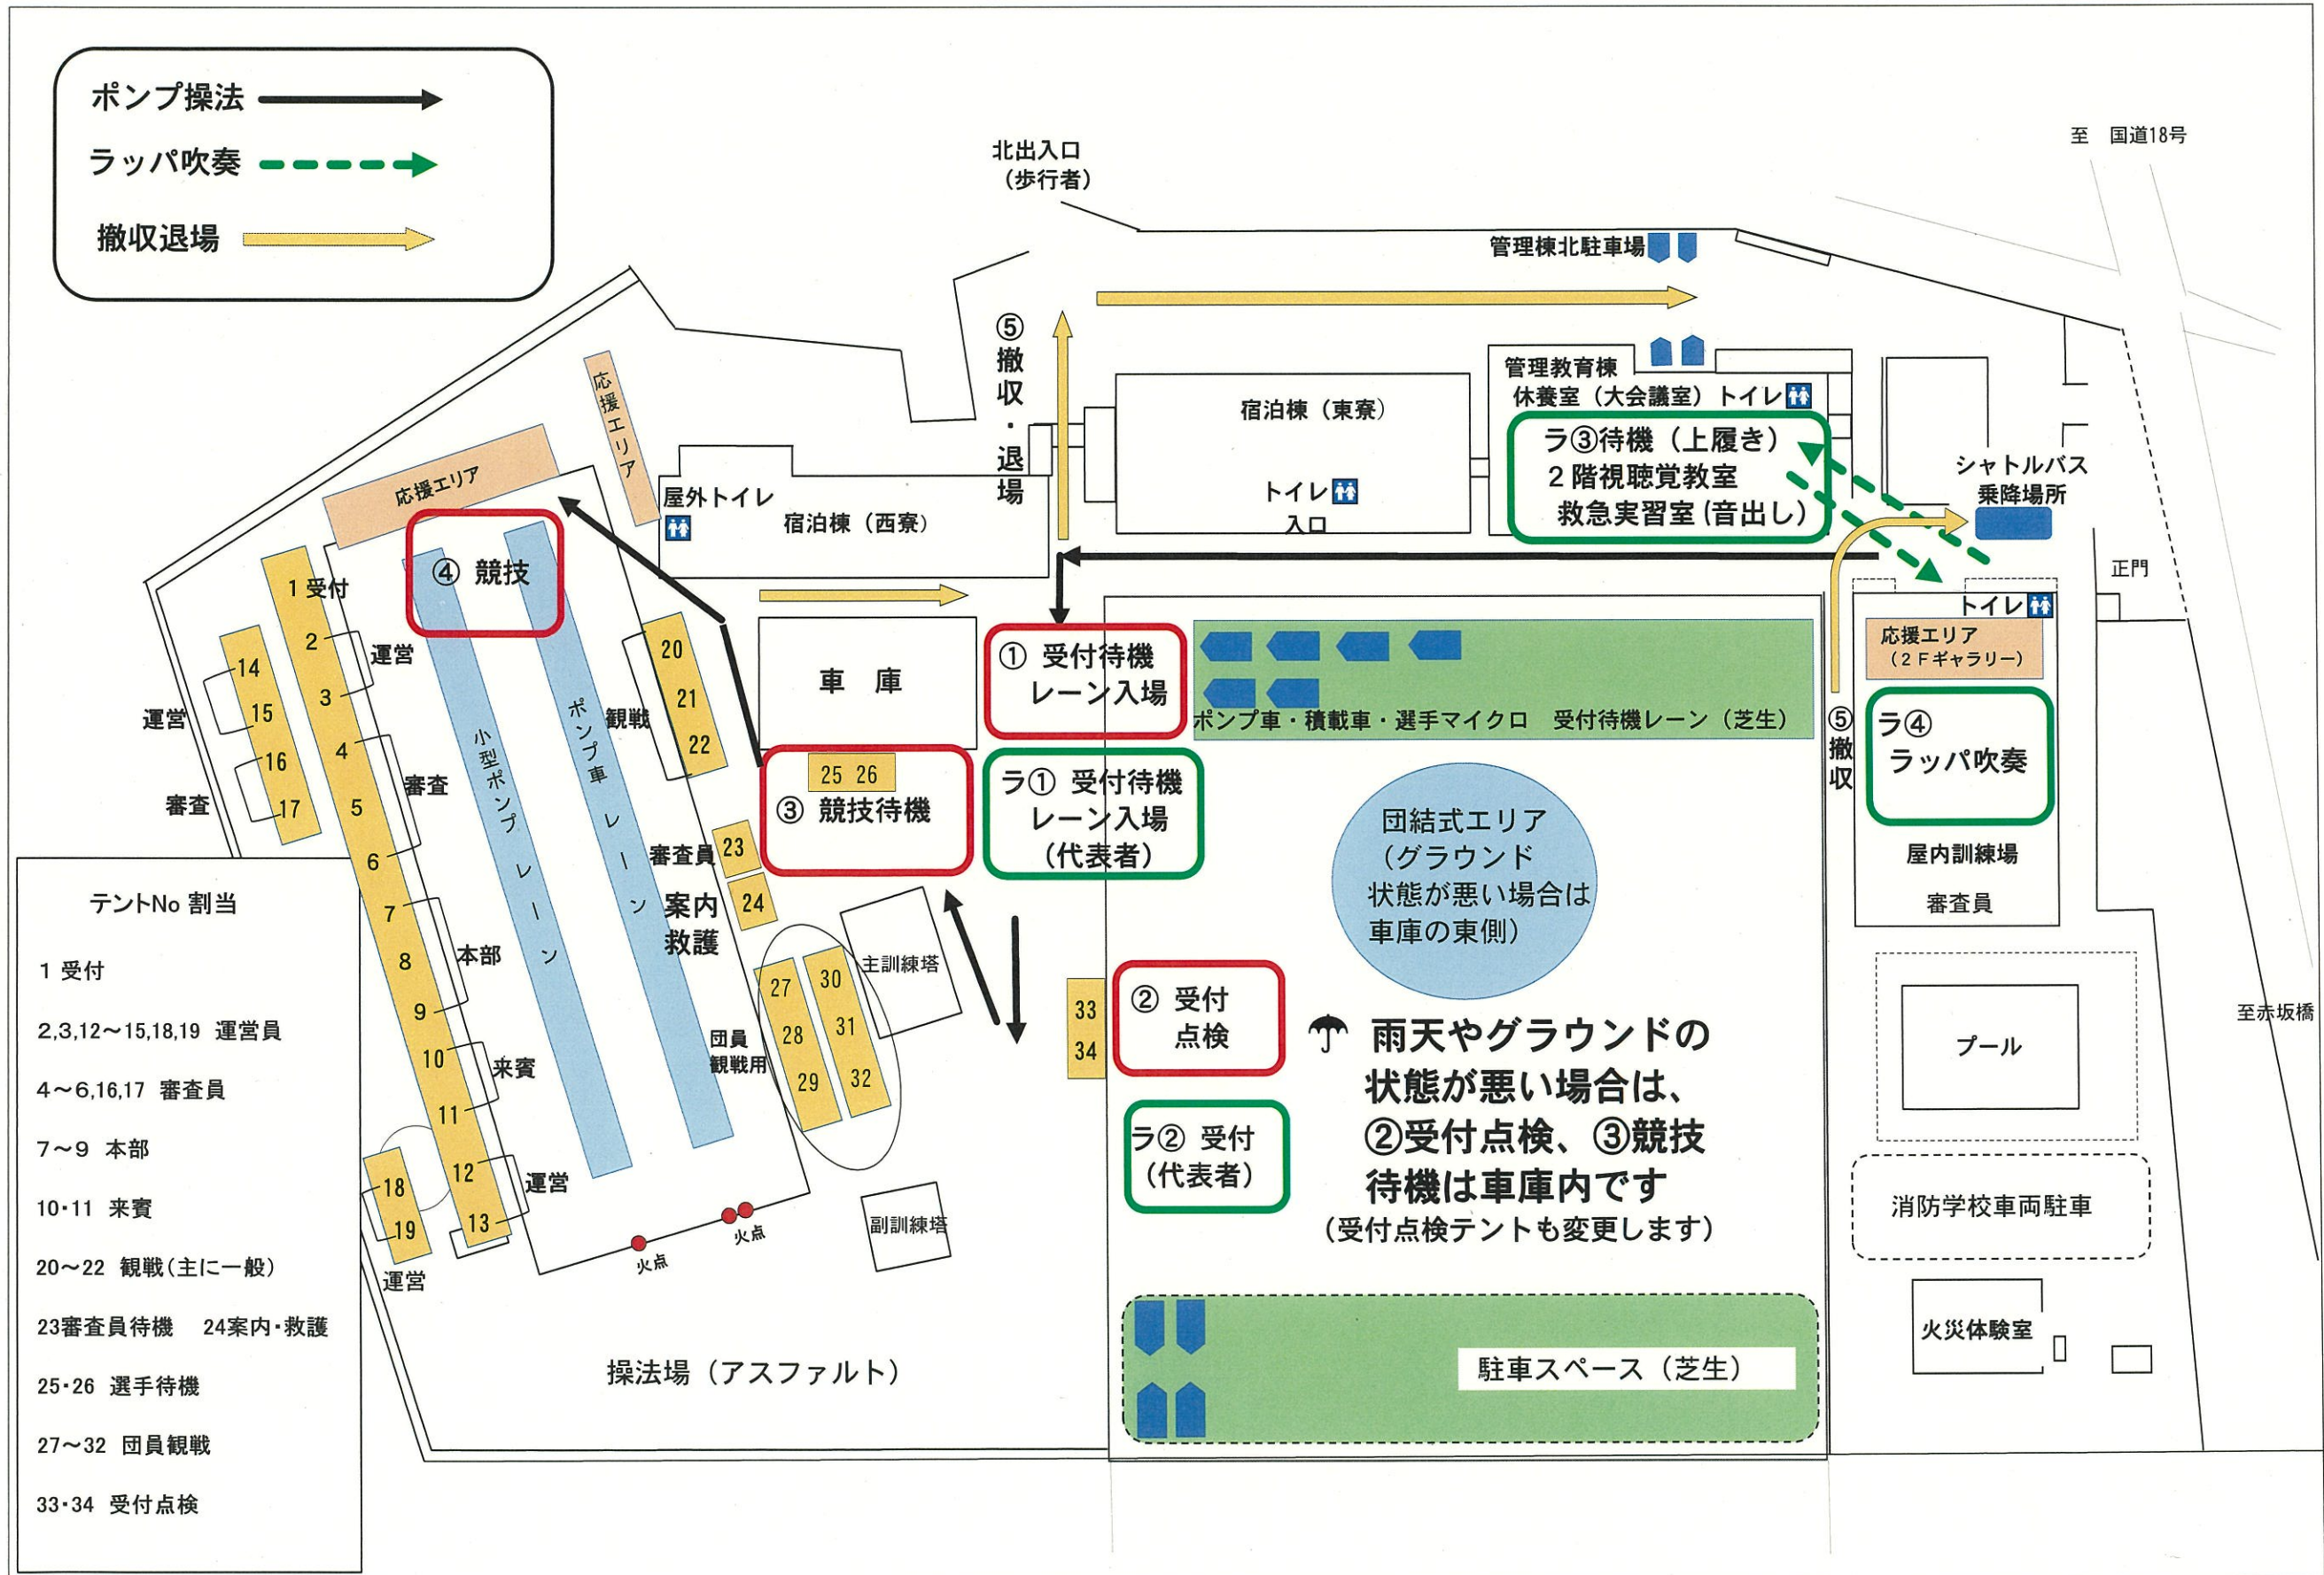 ポンプ操法
ラッパ吹奏
撤収退場
北出入口
（歩行者）
至　国道18号
管理棟北駐車場
⑤撤収・退場
応援エリア
応援エリア
屋外トイレ
宿泊棟（西寮）
宿泊棟（東寮）
トイレ
入口
管理教育棟
休養室（大会議室）トイレ
ラ③待機（上履き）
２階視聴覚教室
救急実習室（音出し）
シャトルバス
乗降場所
正門
④ 競技
1 受付
2
3
運営
4
5
6
審査
7
8
9
本部
10
11
来賓
12
13
運営
14
15
運営
16
17
審査
18
19
運営
小型ポンプ　レーン
ポンプ車　レーン
20
21
22
観戦
車　庫
① 受付待機
レーン入場
ポンプ車・積載車・選手マイクロ　受付待機レーン（芝生）
25 26
③ 競技待機
ラ① 受付待機
レーン入場
（代表者）
審査員
23
案内
救護
24
団結式エリア
（グラウンド
状態が悪い場合は
車庫の東側）
⑤撤収
トイレ
応援エリア
（２Ｆギャラリー）
ラ④
ラッパ吹奏
屋内訓練場
審査員
主訓練塔
27
28
29
30
31
32
団員
観戦用
33
34
② 受付
点検
ラ② 受付
（代表者）
雨天やグラウンドの
状態が悪い場合は、
②受付点検、③競技
待機は車庫内です
（受付点検テントも変更します）
プール
至赤坂橋
消防学校車両駐車
火災体験室
副訓練塔
火点
火点
操法場（アスファルト）
駐車スペース（芝生）
テントNo 割当
1 受付
2,3,12～15,18,19 運営員
4～6,16,17 審査員
7～9 本部
10・11 来賓
20～22 観戦（主に一般）
23審査員待機　24案内・救護
25・26 選手待機
27～32 団員観戦
33・34 受付点検